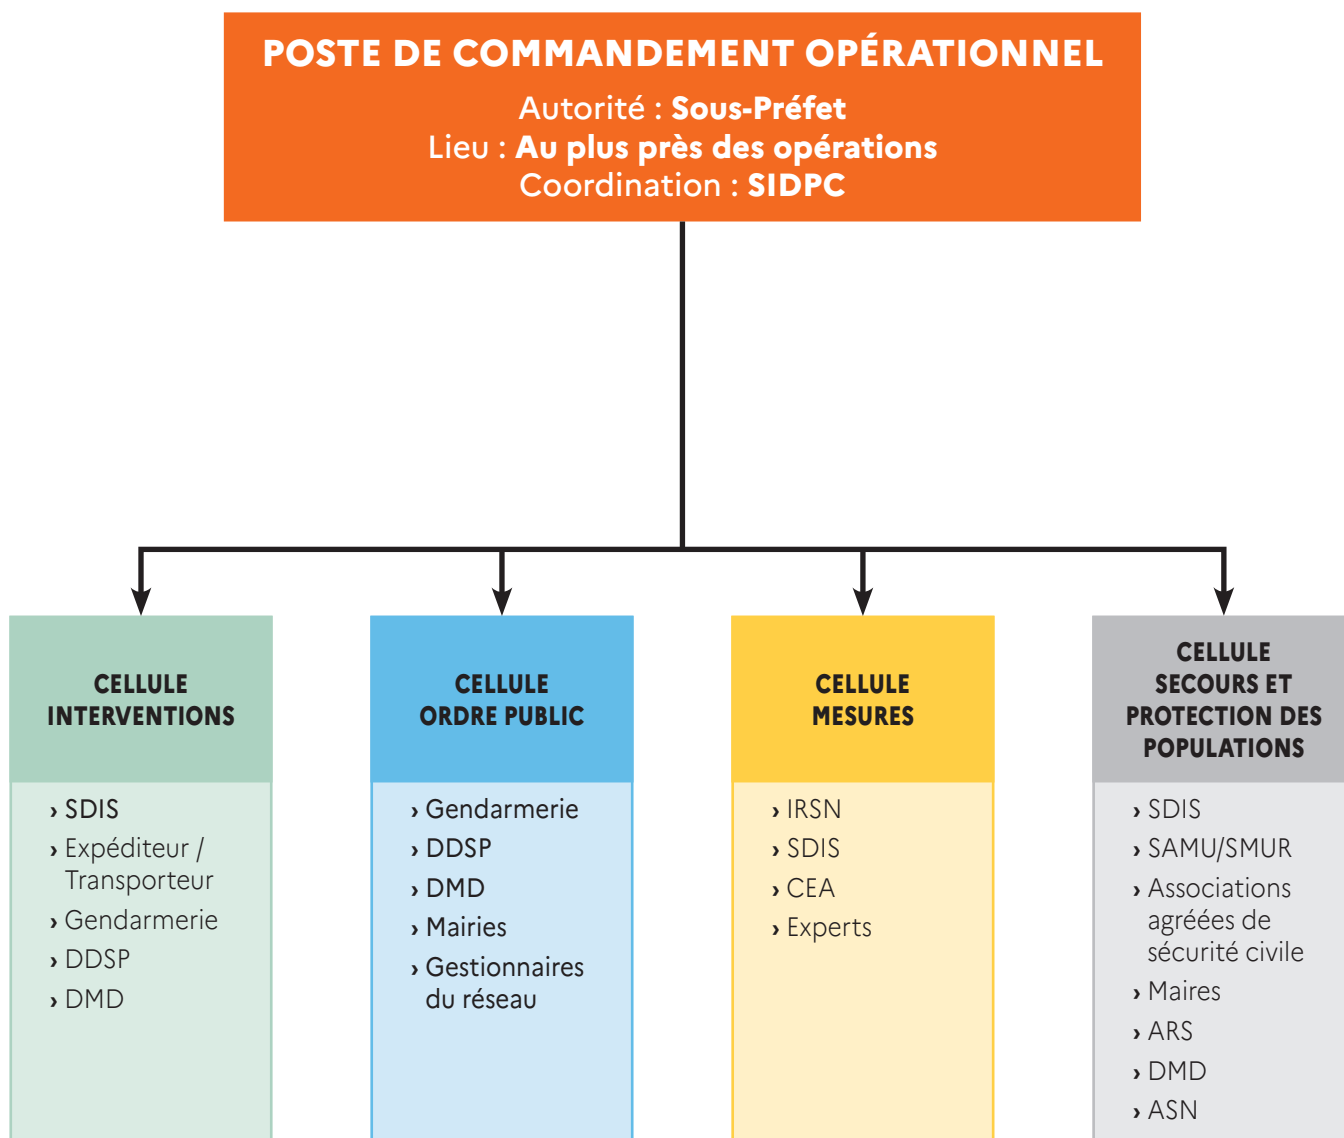 POSTE DE COMMANDEMENT OPÉRATIONNEL
Autorité : Sous-Préfet
Lieu : Au plus près des opérations
Coordination : SIDPC
CELLULE
INTERVENTIONS
› SDIS
› Expéditeur /
Transporteur
› Gendarmerie
› DDSP
› DMD
CELLULE
ORDRE PUBLIC
› Gendarmerie
› DDSP
› DMD
› Mairies
› Gestionnaires
du réseau
CELLULE
MESURES
› IRSN
› SDIS
› CEA
› Experts
CELLULE
SECOURS ET
PROTECTION DES
POPULATIONS
› SDIS
› SAMU/SMUR
› Associations
agréées de
sécurité civile
› Maires
› ARS
› DMD
› ASN